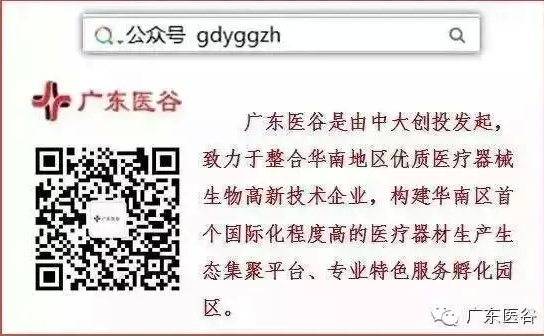 公众号 gdyggzh
广东医谷
广东医谷
广东医谷是由中大创投发起，
致力于整合华南地区优质医疗器械
生物高新技术企业，构建华南区首
个国际化程度高的医疗器材生产生
态集聚平台、专业特色服务孵化园
区。
广东医谷